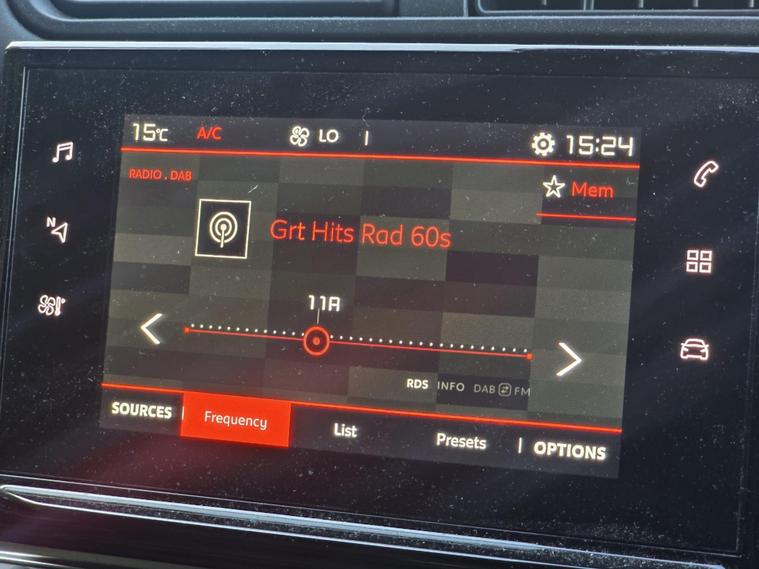 15°C A/C LO 15:24
RADIO . DAB
Mem
Grt Hits Rad 60s
N
11A
RDS INFO DAB FM
SOURCES Frequency List Presets OPTIONS